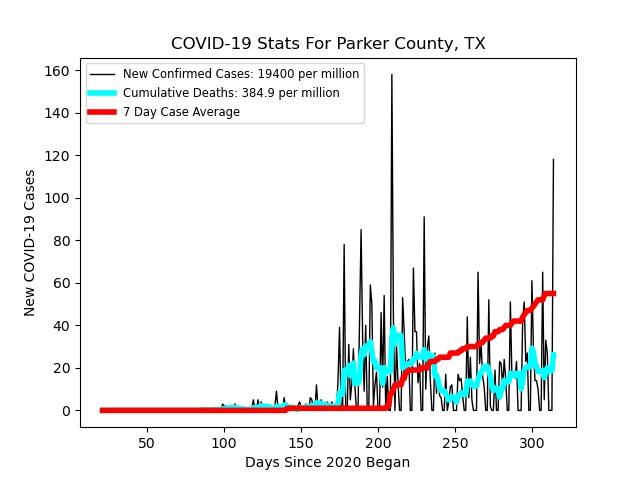 COVID-19 Stats For Parker County, TX
New Confirmed Cases: 19400 per million
Cumulative Deaths: 384.9 per million
7 Day Case Average
New COVID-19 Cases
160
140
120
100
80
60
40
20
0
50
100
150
200
250
300
Days Since 2020 Began